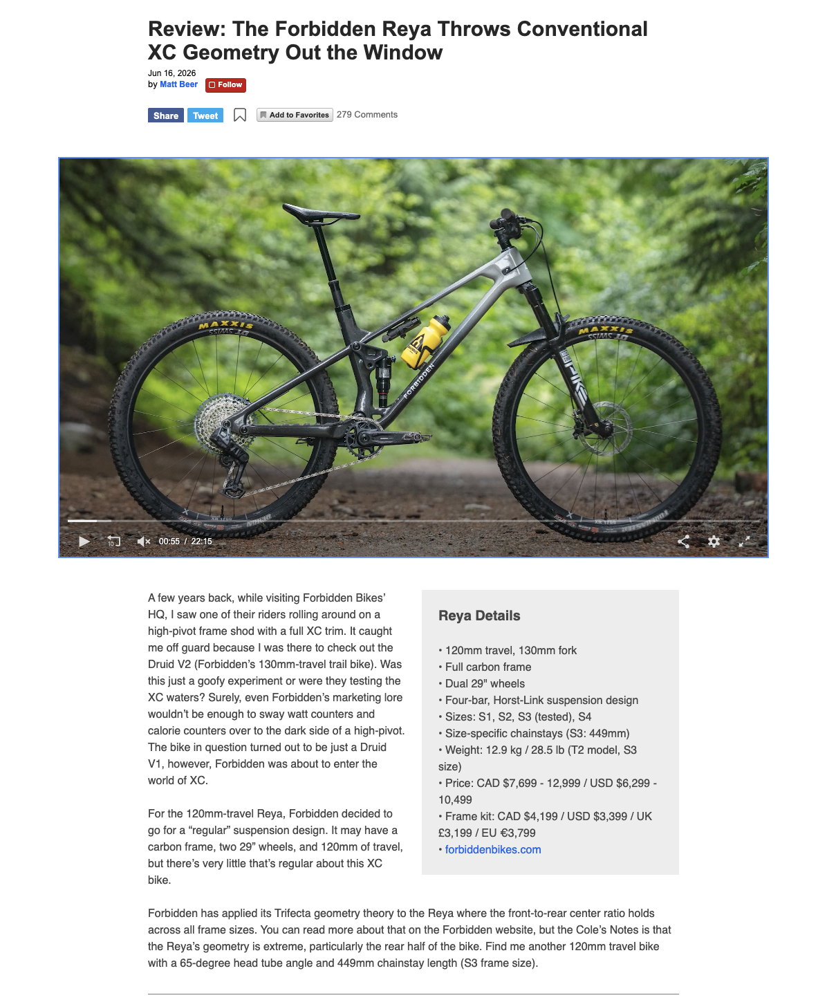 Review: The Forbidden Reya Throws Conventional
XC Geometry Out the Window
Jun 16, 2026
by Matt Beer Follow
Share Tweet Add to Favorites 279 Comments
MAXXIS
DT SWISS
MAXXIS
DT SWISS
FORBIDDEN
PIKE
10
00:55 / 22:15
A few years back, while visiting Forbidden Bikes’
HQ, I saw one of their riders rolling around on a
high-pivot frame shod with a full XC trim. It caught
me off guard because I was there to check out the
Druid V2 (Forbidden’s 130mm-travel trail bike). Was
this just a goofy experiment or were they testing the
XC waters? Surely, even Forbidden’s marketing lore
wouldn’t be enough to sway watt counters and
calorie counters over to the dark side of a high-pivot.
The bike in question turned out to be just a Druid
V1, however, Forbidden was about to enter the
world of XC.
For the 120mm-travel Reya, Forbidden decided to
go for a “regular” suspension design. It may have a
carbon frame, two 29” wheels, and 120mm of travel,
but there’s very little that’s regular about this XC
bike.
Reya Details
• 120mm travel, 130mm fork
• Full carbon frame
• Dual 29" wheels
• Four-bar, Horst-Link suspension design
• Sizes: S1, S2, S3 (tested), S4
• Size-specific chainstays (S3: 449mm)
• Weight: 12.9 kg / 28.5 lb (T2 model, S3
size)
• Price: CAD $7,699 - 12,999 / USD $6,299 -
10,499
• Frame kit: CAD $4,199 / USD $3,399 / UK
£3,199 / EU €3,799
• forbiddenbikes.com
Forbidden has applied its Trifecta geometry theory to the Reya where the front-to-rear center ratio holds
across all frame sizes. You can read more about that on the Forbidden website, but the Cole’s Notes is that
the Reya’s geometry is extreme, particularly the rear half of the bike. Find me another 120mm travel bike
with a 65-degree head tube angle and 449mm chainstay length (S3 frame size).